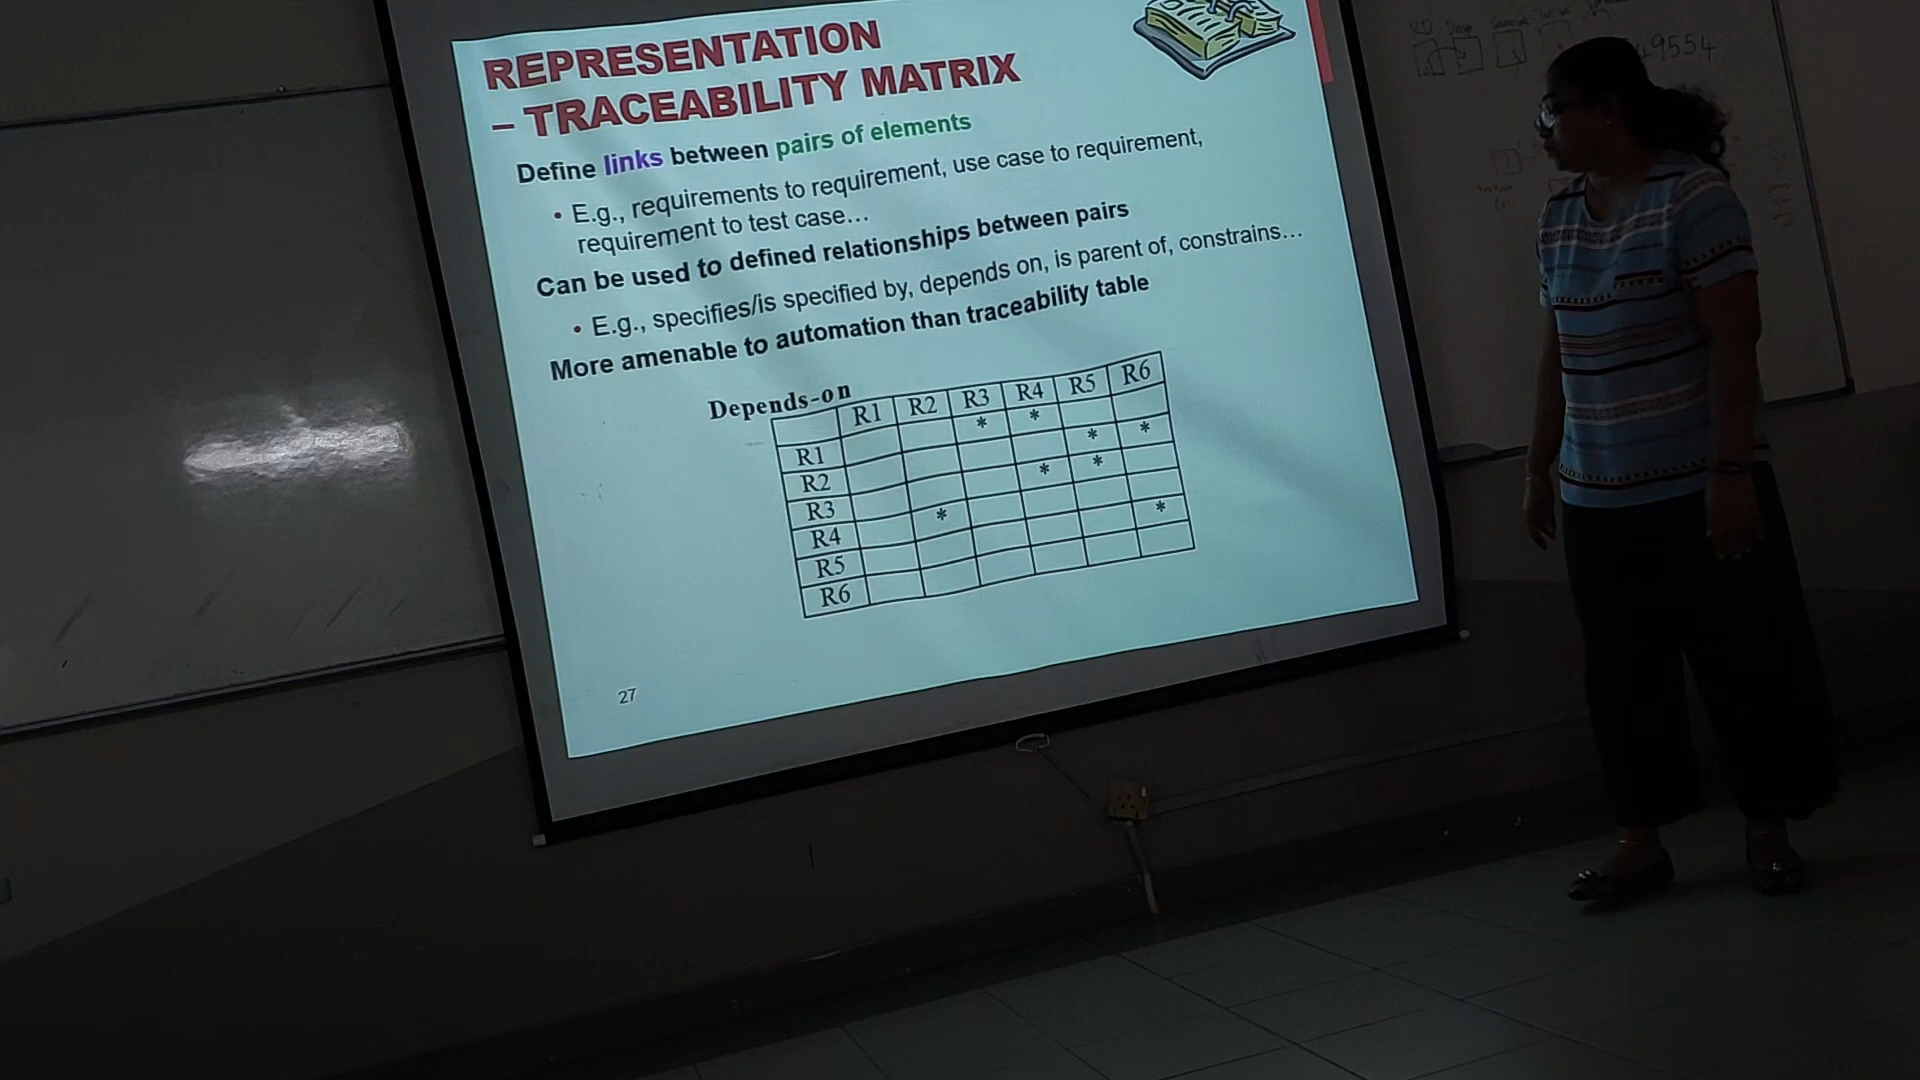 REPRESENTATION
– TRACEABILITY MATRIX
Define links between pairs of elements
• E.g., requirements to requirement, use case to requirement,
requirement to test case...
Can be used to defined relationships between pairs
• E.g., specifies/is specified by, depends on, is parent of, constrains...
More amenable to automation than traceability table
Depends-on
R1 R2 R3 R4 R5 R6
R1 * *
R2 * *
R3 * *
R4 *
R5 *
R6
27
9554